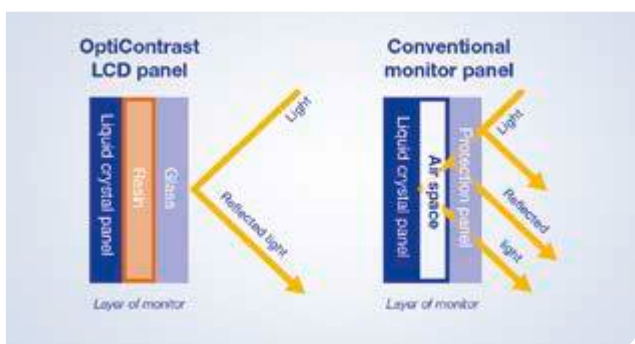 OptiContrast
LCD panel
Liquid crystal panel
Resin
Glass
Light
Reflected light
Layer of monitor
Conventional
monitor panel
Liquid crystal panel
Air space
Protection panel
Light
Reflected
light
Layer of monitor